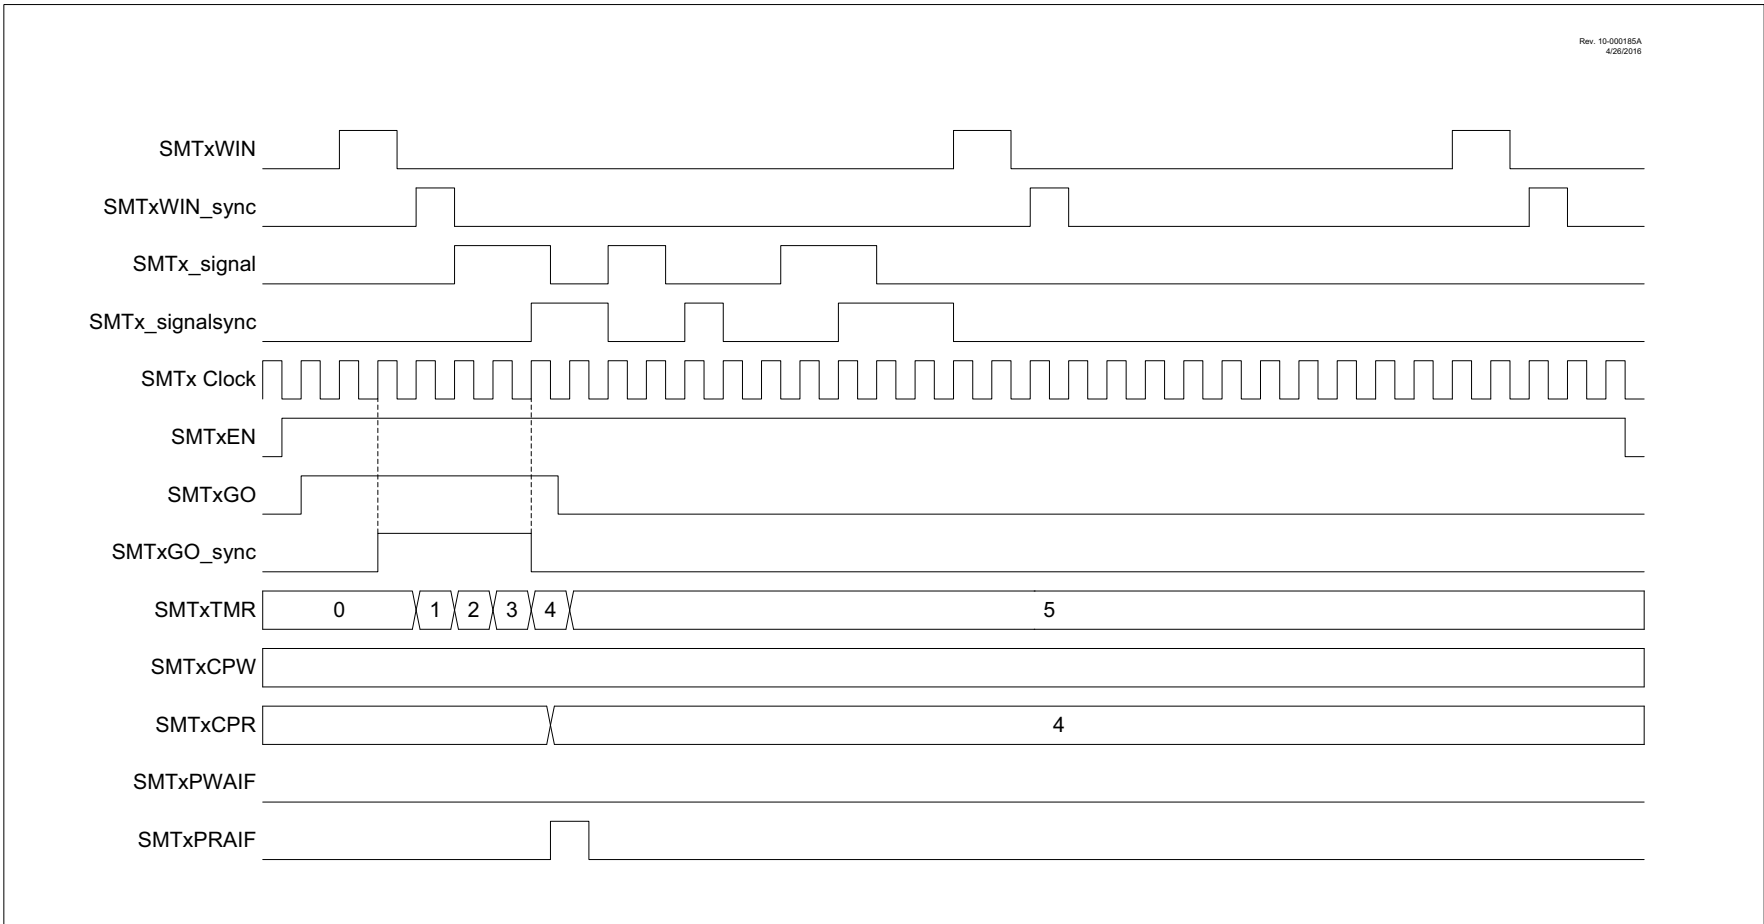 Rev. 10-000185A
4/26/2016
SMTxWIN
SMTxWIN_sync
SMTx_signal
SMTx_signalsync
SMTx Clock
SMTxEN
SMTxGO
SMTxGO_sync
SMTxTMR 0 1 2 3 4 5
SMTxCPW
SMTxCPR 4
SMTxPWAIF
SMTxPRAIF